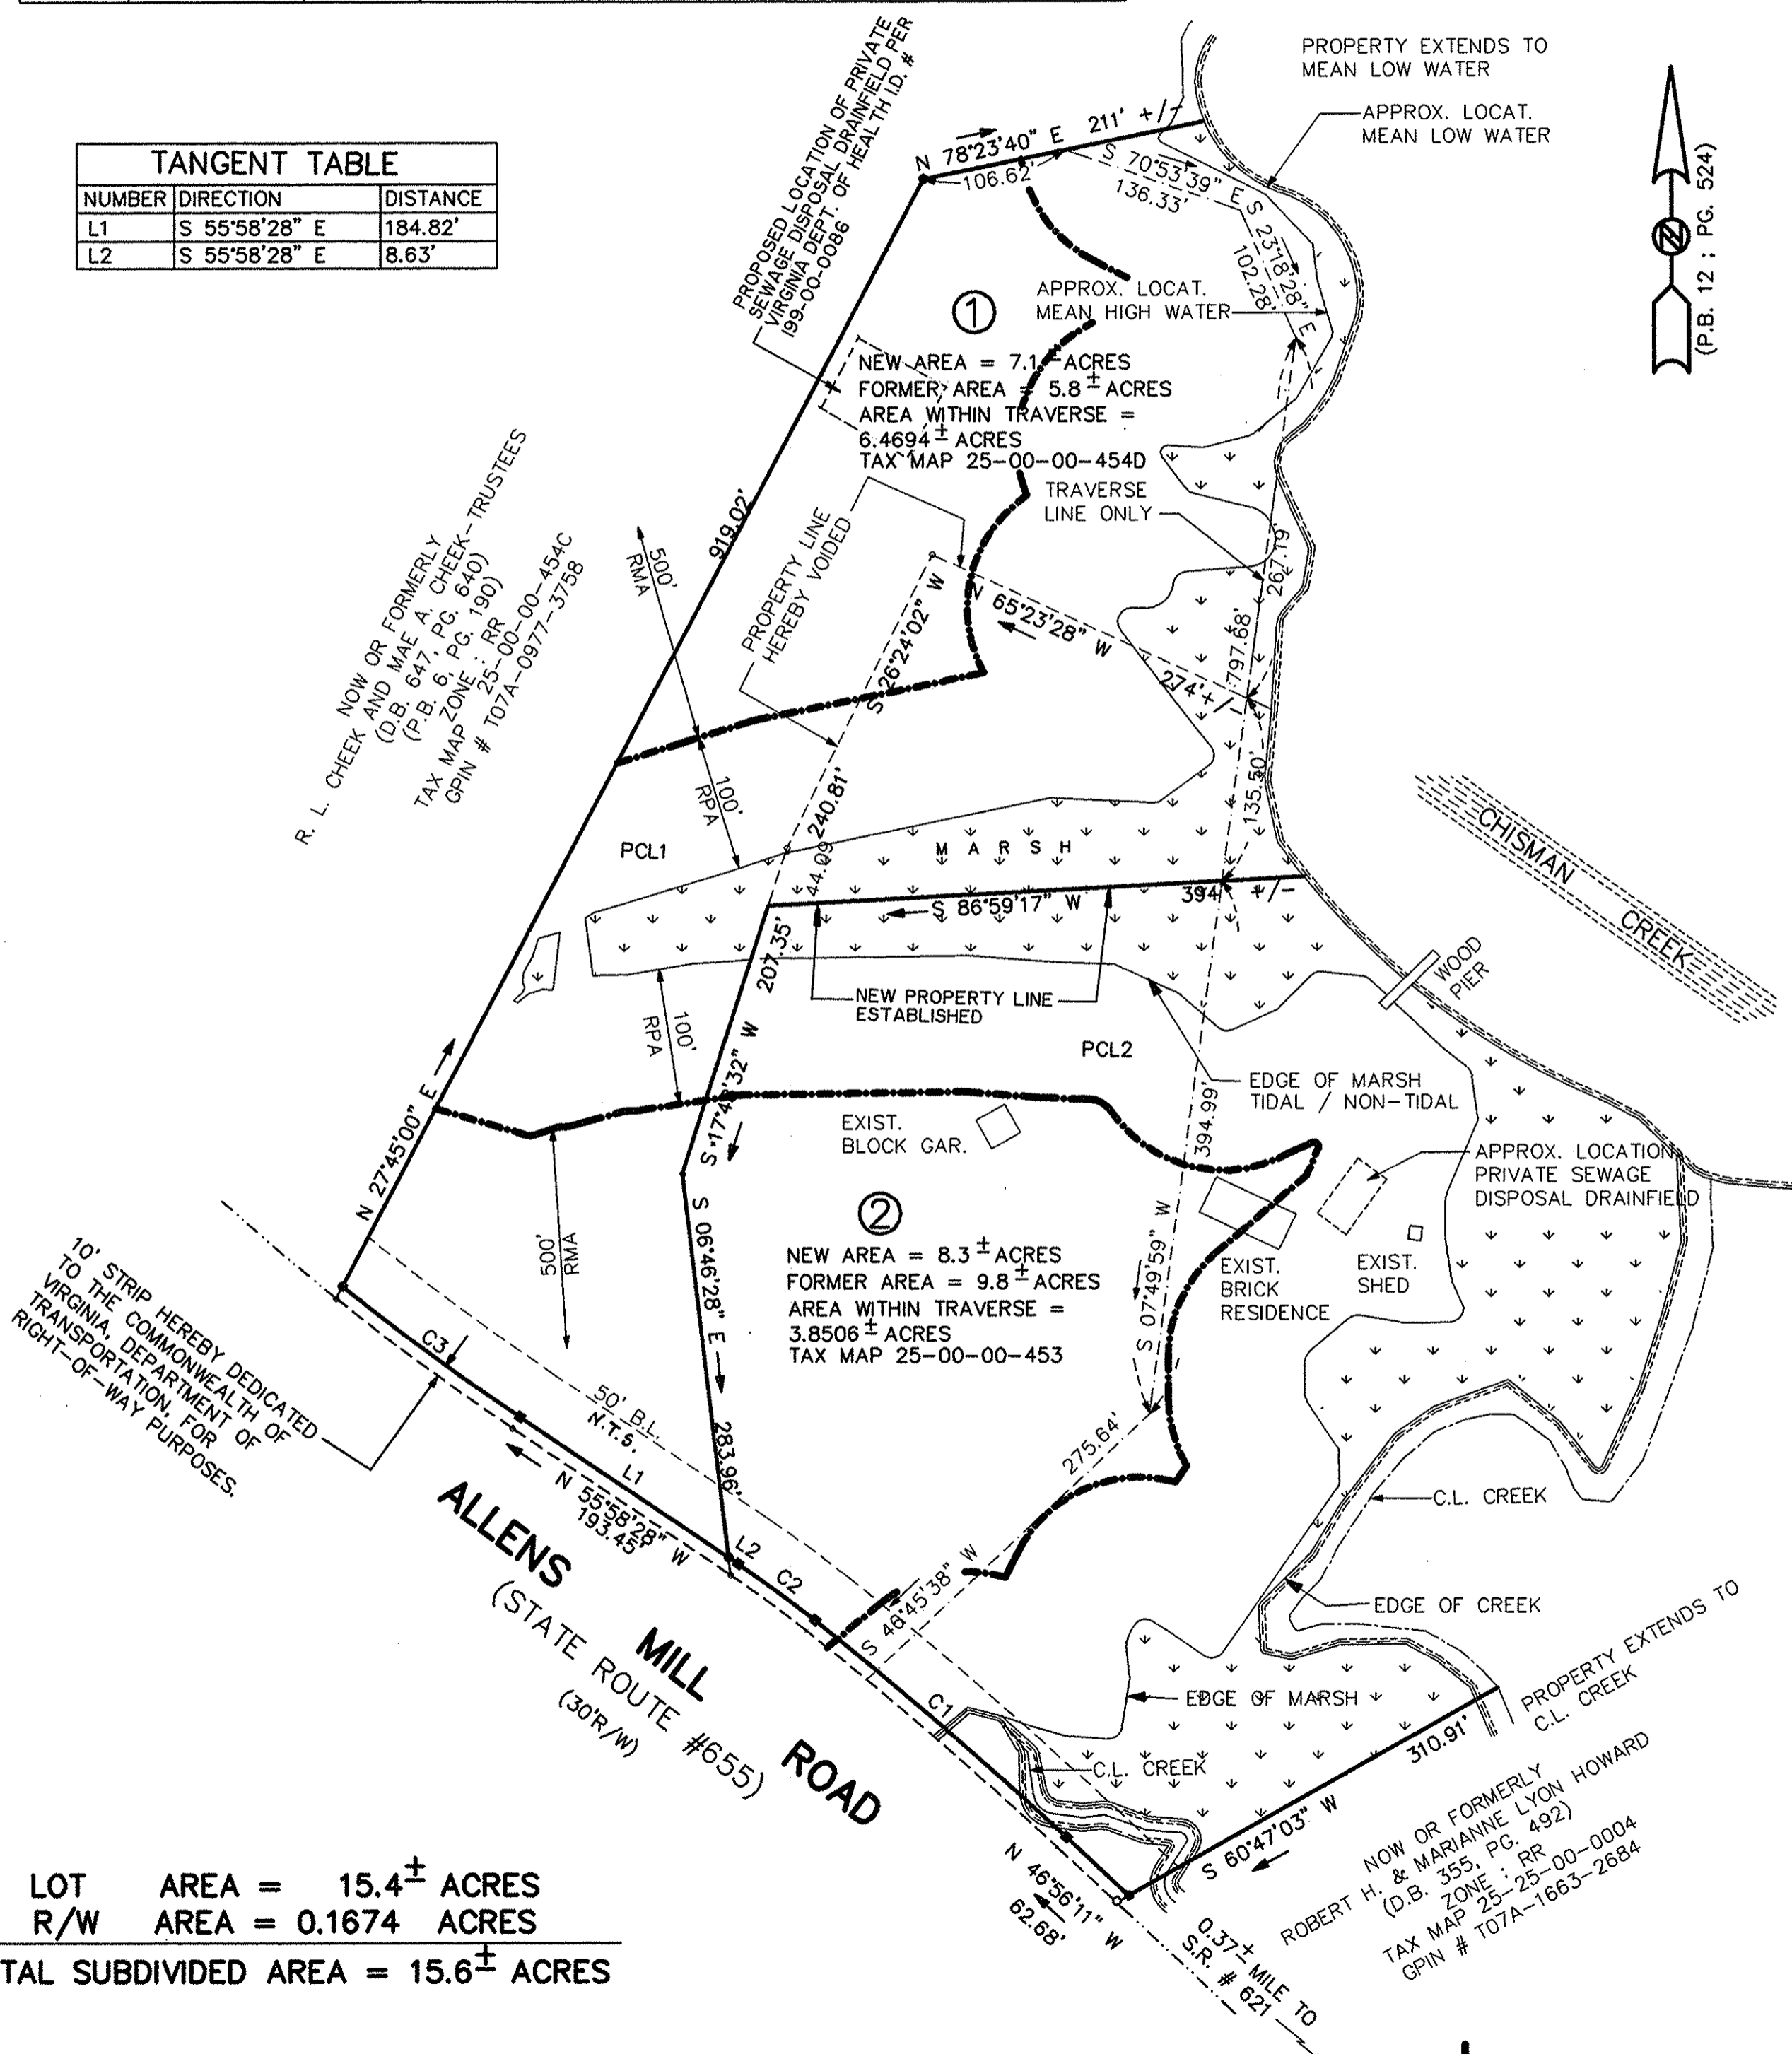 TANGENT TABLE
NUMBER DIRECTION DISTANCE
L1 S 55°58'28" E 184.82'
L2 S 55°58'28" E 8.63'
PROPOSED LOCATION OF PRIVATE
SEWAGE DISPOSAL DRAINFIELD PER
VIRGINIA DEPT. OF HEALTH I.D. #
199-00-0086
N 78°23'40" E 211' +/-
106.62'
S 70°53'39" E
136.33'
S 23°18'28" E
102.28'
PROPERTY EXTENDS TO
MEAN LOW WATER
APPROX. LOCAT.
MEAN LOW WATER
(P.B. 12 ; PG. 524)
APPROX. LOCAT.
MEAN HIGH WATER
1
NEW AREA = 7.1± ACRES
FORMER AREA = 5.8± ACRES
AREA WITHIN TRAVERSE =
6.4694± ACRES
TAX MAP 25-00-00-454D
TRAVERSE
LINE ONLY
919.02'
PROPERTY LINE
HEREBY VOIDED
S 26°24'02" W
N 65°23'28" W
274'+/-
267.19'
797.68'
135.50'
500'
RMA
NOW OR FORMERLY
R. L. CHEEK AND MAE A. CHEEK-TRUSTEES
(D.B. 647, PG. 640)
(P.B. 6, PG. 190)
ZONE : RR
TAX MAP 25-00-00-454C
GPIN # T07A-0977-3758
100'
RPA
240.81'
44.09
PCL1
MARSH
394' +/-
S 86°59'17" W
207.35'
NEW PROPERTY LINE
ESTABLISHED
CHISMAN
CREEK
WOOD
PIER
100'
RPA
PCL2
EDGE OF MARSH
TIDAL / NON-TIDAL
S 17°48'32" W
394.99'
EXIST.
BLOCK GAR.
APPROX. LOCATION
PRIVATE SEWAGE
DISPOSAL DRAINFIELD
N 27°45'00" E
500'
RMA
S 06°46'28" E
283.96'
2
NEW AREA = 8.3± ACRES
FORMER AREA = 9.8± ACRES
AREA WITHIN TRAVERSE =
3.8506± ACRES
TAX MAP 25-00-00-453
S 07°49'59" W
EXIST.
BRICK
RESIDENCE
EXIST.
SHED
10' STRIP HEREBY DEDICATED
TO THE COMMONWEALTH OF
VIRGINIA, DEPARTMENT OF
TRANSPORTATION, FOR
RIGHT-OF-WAY PURPOSES.
C3
50' B.L.
N.T.S.
L1
N 55°58'28" W
193.45'
L2
C2
275.64'
S 48°45'38" W
C.L. CREEK
EDGE OF CREEK
ALLENS MILL ROAD
(STATE ROUTE #655)
(30'R/W)
C1
EDGE OF MARSH
C.L. CREEK
310.91'
S 60°47'03" W
PROPERTY EXTENDS TO
C.L. CREEK
NOW OR FORMERLY
ROBERT H. & MARIANNE LYON HOWARD
(D.B. 355, PG. 492)
ZONE : RR
TAX MAP 25-25-00-0004
GPIN # T07A-1663-2684
N 46°56'11" W
62.68'
0.37± MILE TO
S.R. # 621
LOT AREA = 15.4± ACRES
R/W AREA = 0.1674 ACRES
TAL SUBDIVIDED AREA = 15.6± ACRES